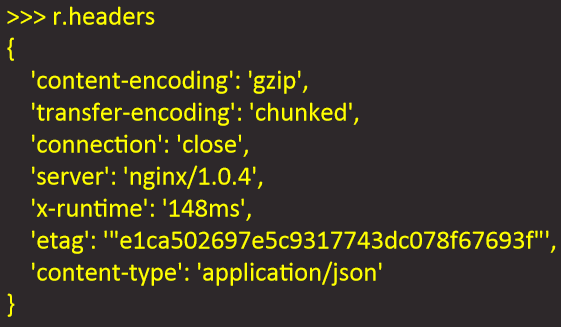 >>> r.headers
{
    'content-encoding': 'gzip',
    'transfer-encoding': 'chunked',
    'connection': 'close',
    'server': 'nginx/1.0.4',
    'x-runtime': '148ms',
    'etag': '"e1ca502697e5c9317743dc078f67693f"',
    'content-type': 'application/json'
}